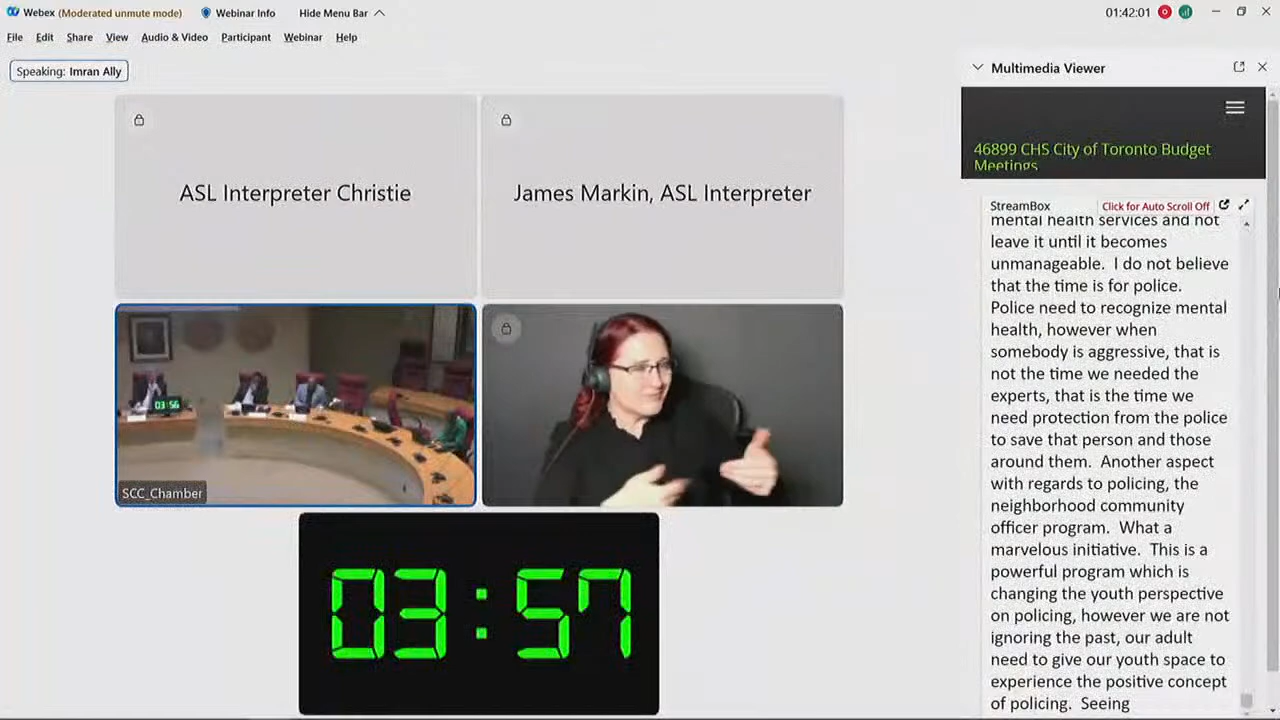 Webex (Moderated unmute mode) Webinar Info Hide Menu Bar 01:42:01
File Edit Share View Audio & Video Participant Webinar Help
Speaking: Imran Ally
Multimedia Viewer
46899 CHS City of Toronto Budget
Meetings
ASL Interpreter Christie
James Markin, ASL Interpreter
StreamBox Click for Auto Scroll Off
mental health services and not
leave it until it becomes
unmanageable. I do not believe
that the time is for police.
Police need to recognize mental
health, however when
somebody is aggressive, that is
not the time we needed the
experts, that is the time we
need protection from the police
to save that person and those
around them. Another aspect
with regards to policing, the
neighborhood community
officer program. What a
marvelous initiative. This is a
powerful program which is
changing the youth perspective
on policing, however we are not
ignoring the past, our adult
need to give our youth space to
experience the positive concept
of policing. Seeing
03:56
SCC_Chamber
03:57